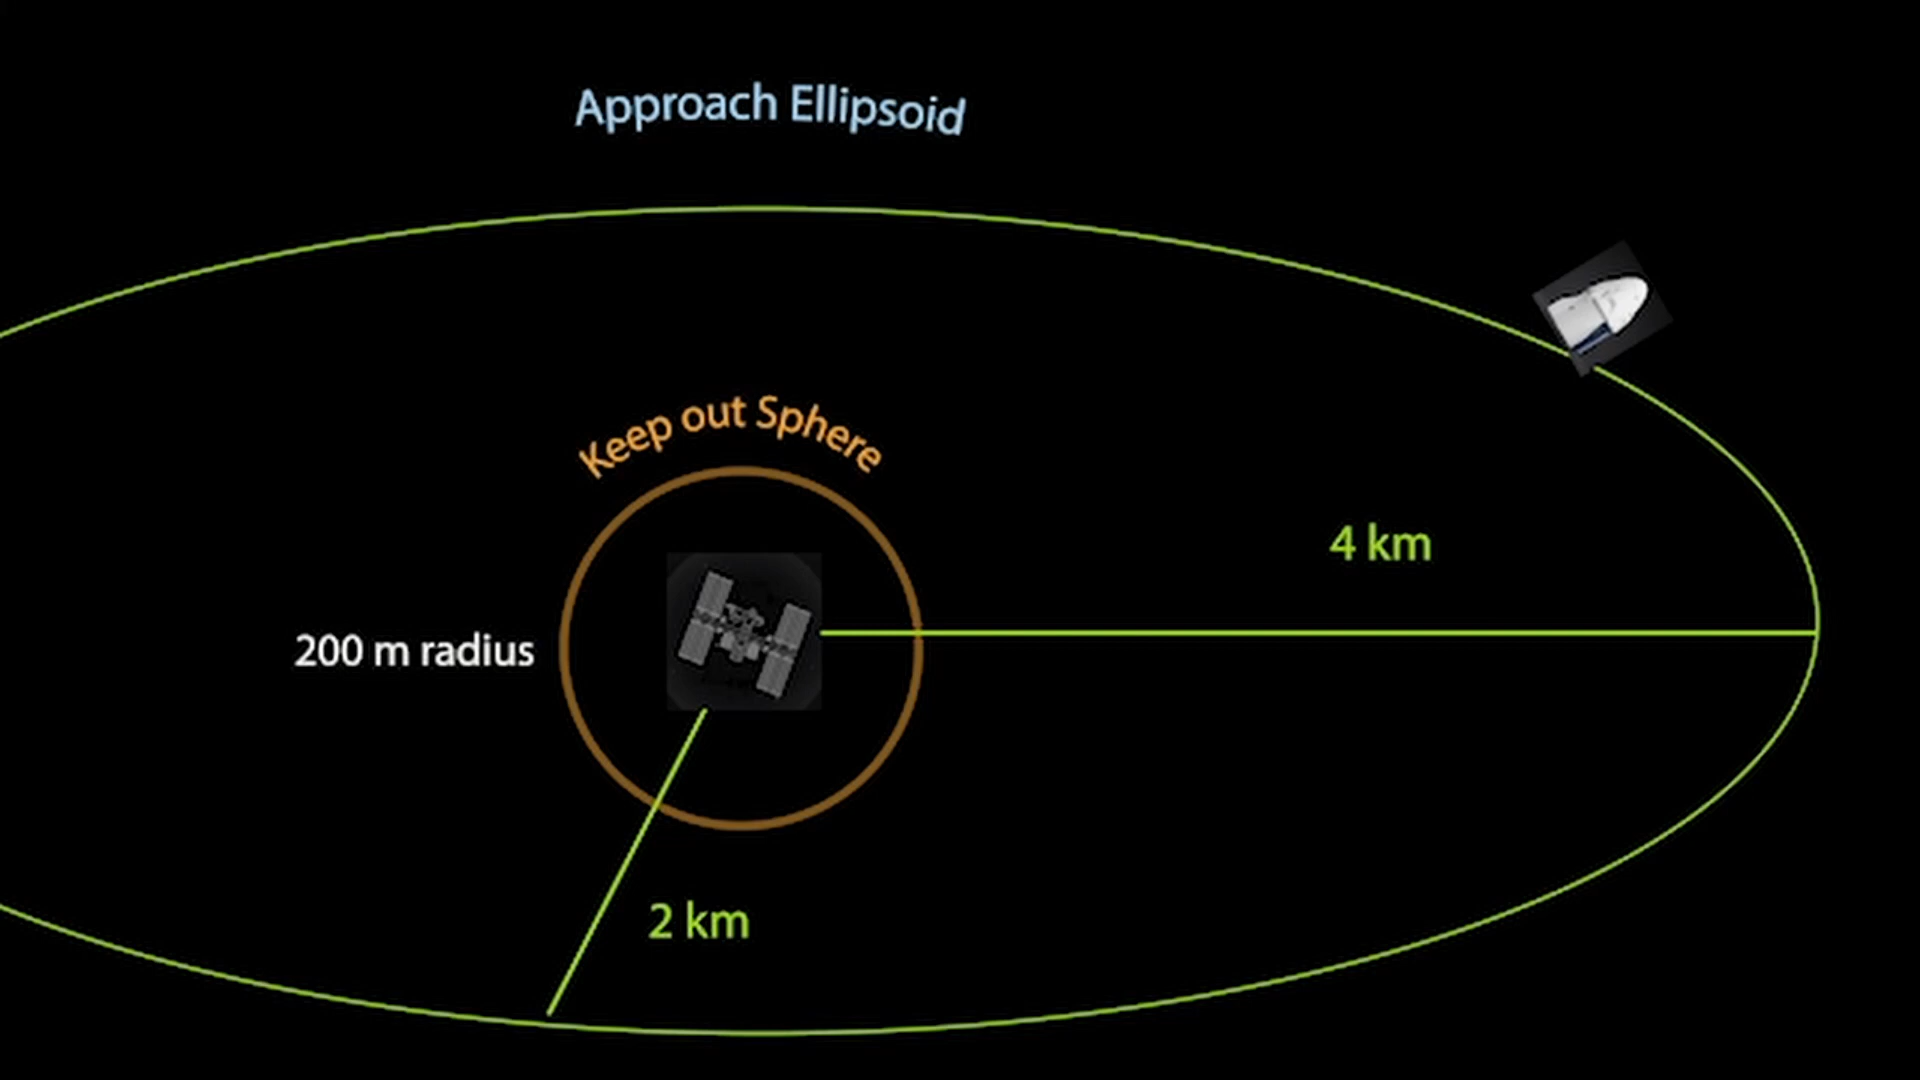 Approach Ellipsoid
Keep out Sphere
4 km
200 m radius
2 km